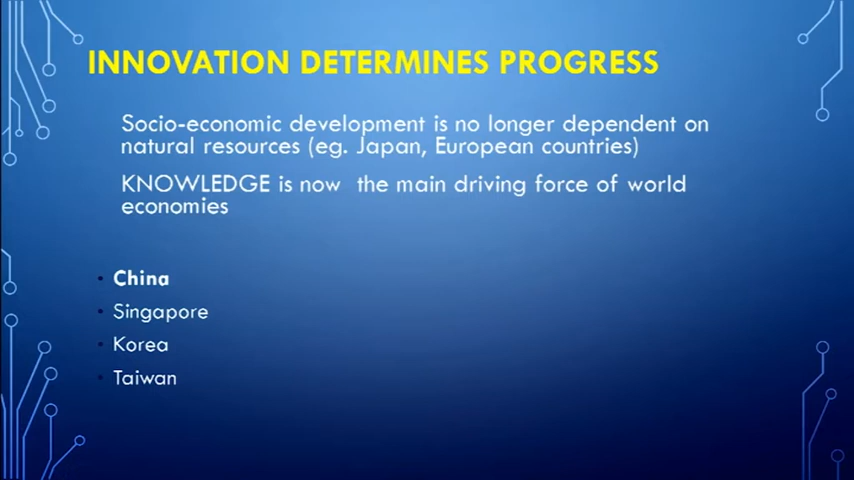 INNOVATION DETERMINES PROGRESS
Socio-economic development is no longer dependent on
natural resources (eg. Japan, European countries)
KNOWLEDGE is now the main driving force of world
economies
• China
• Singapore
• Korea
• Taiwan